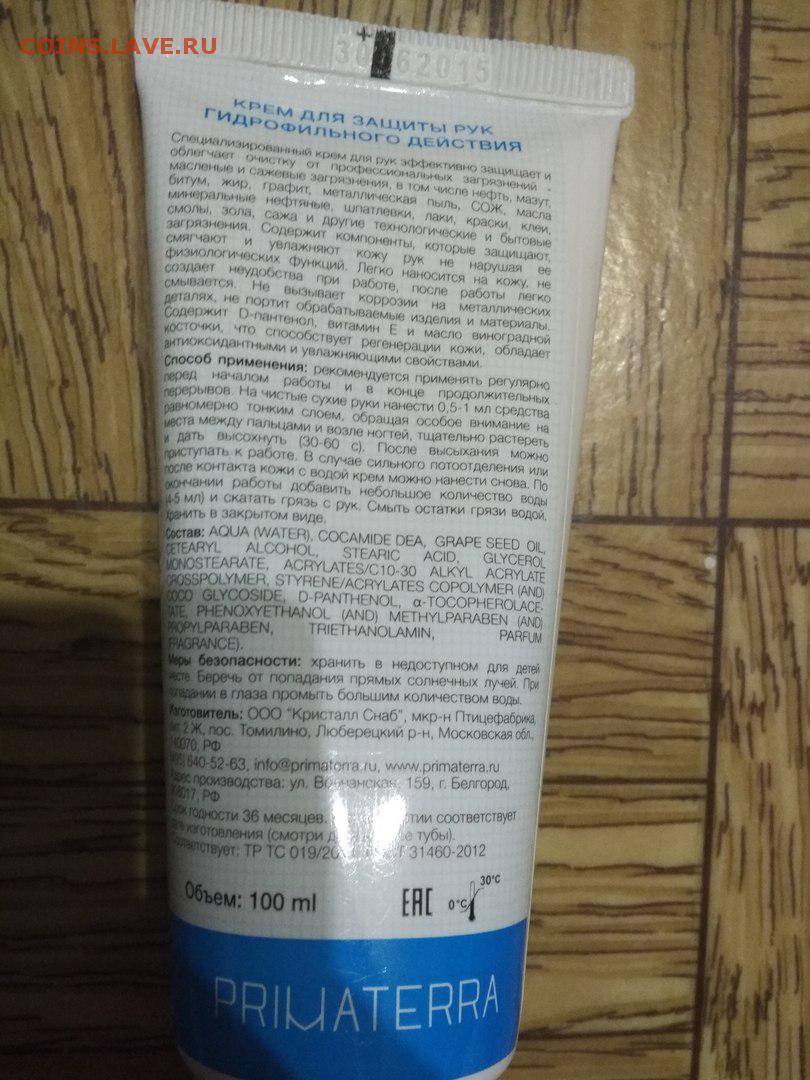 COINS.LAVE.RU
2015
КРЕМ ДЛЯ ЗАЩИТЫ РУК
ГИДРОФИЛЬНОГО ДЕЙСТВИЯ
Специализированный крем для рук эффективно защищает и
облегчает очистку от профессиональных загрязнений -
масленые и сажевые загрязнения, в том числе нефть, мазут,
битум, жир, графит, металлическая пыль, СОЖ, масла
минеральные нефтяные, шпатлевки, лаки, краски, клеи,
смолы, зола, сажа и другие технологические и бытовые
загрязнения. Содержит компоненты, которые защищают,
смягчают и увлажняют кожу рук не нарушая ее
физиологических функций. Легко наносится на кожу, не
создает неудобства при работе, после работы легко
смывается. Не вызывает коррозии на металлических
деталях, не портит обрабатываемые изделия и материалы.
Содержит D-пантенол, витамин Е и масло виноградной
косточки, что способствует регенерации кожи, обладает
антиоксидантными и увлажняющими свойствами.
Способ применения: рекомендуется применять регулярно
перед началом работы и в конце продолжительных
перерывов. На чистые сухие руки нанести 0,5-1 мл средства
равномерно тонким слоем, обращая особое внимание на
места между пальцами и возле ногтей, тщательно растереть
и дать высохнуть (30-60 с). После высыхания можно
приступать к работе. В случае сильного потоотделения или
после контакта кожи с водой крем можно нанести снова. По
окончании работы добавить небольшое количество воды
(4-5 мл) и скатать грязь с рук. Смыть остатки грязи водой.
Хранить в закрытом виде.
Состав: AQUA (WATER), COCAMIDE DEA, GRAPE SEED OIL,
CETEARYL ALCOHOL, STEARIC ACID, GLYCEROL
MONOSTEARATE, ACRYLATES/C10-30 ALKYL ACRYLATE
CROSSPOLYMER, STYRENE/ACRYLATES COPOLYMER (AND)
COCO GLYCOSIDE, D-PANTHENOL, α-TOCOPHEROLACE-
TATE, PHENOXYETHANOL (AND) METHYLPARABEN (AND)
PROPYLPARABEN, TRIETHANOLAMIN, PARFUM
FRAGRANCE).
Меры безопасности: хранить в недоступном для детей
месте. Беречь от попадания прямых солнечных лучей. При
попадании в глаза промыть большим количеством воды.
Изготовитель: ООО "Кристалл Снаб", мкр-н Птицефабрика,
2 Ж, пос. Томилино, Люберецкий р-н, Московская обл.,
РФ
640-52-63, info@primaterra.ru, www.primaterra.ru
Адрес производства: ул. 159, г. Белгород,
РФ
Срок годности 36 месяцев. соответствует
изготовления (смотри
Соответствует: ТР ТС 31460-2012
Объем: 100 ml
ЕАС
0°C
30°C
PRIMATERRA